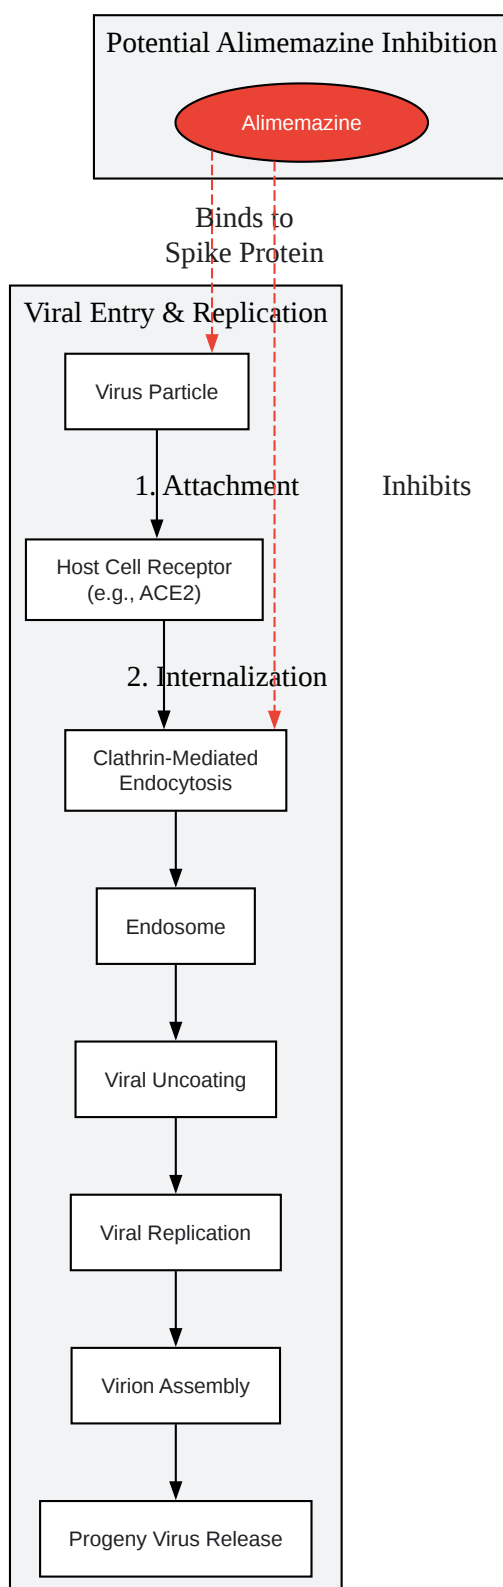 Potential Alimemazine Inhibition
Alimemazine
Binds to
Spike Protein
Viral Entry & Replication
Virus Particle
1. Attachment
Inhibits
Host Cell Receptor
(e.g., ACE2)
2. Internalization
Clathrin-Mediated
Endocytosis
Endosome
Viral Uncoating
Viral Replication
Virion Assembly
Progeny Virus Release